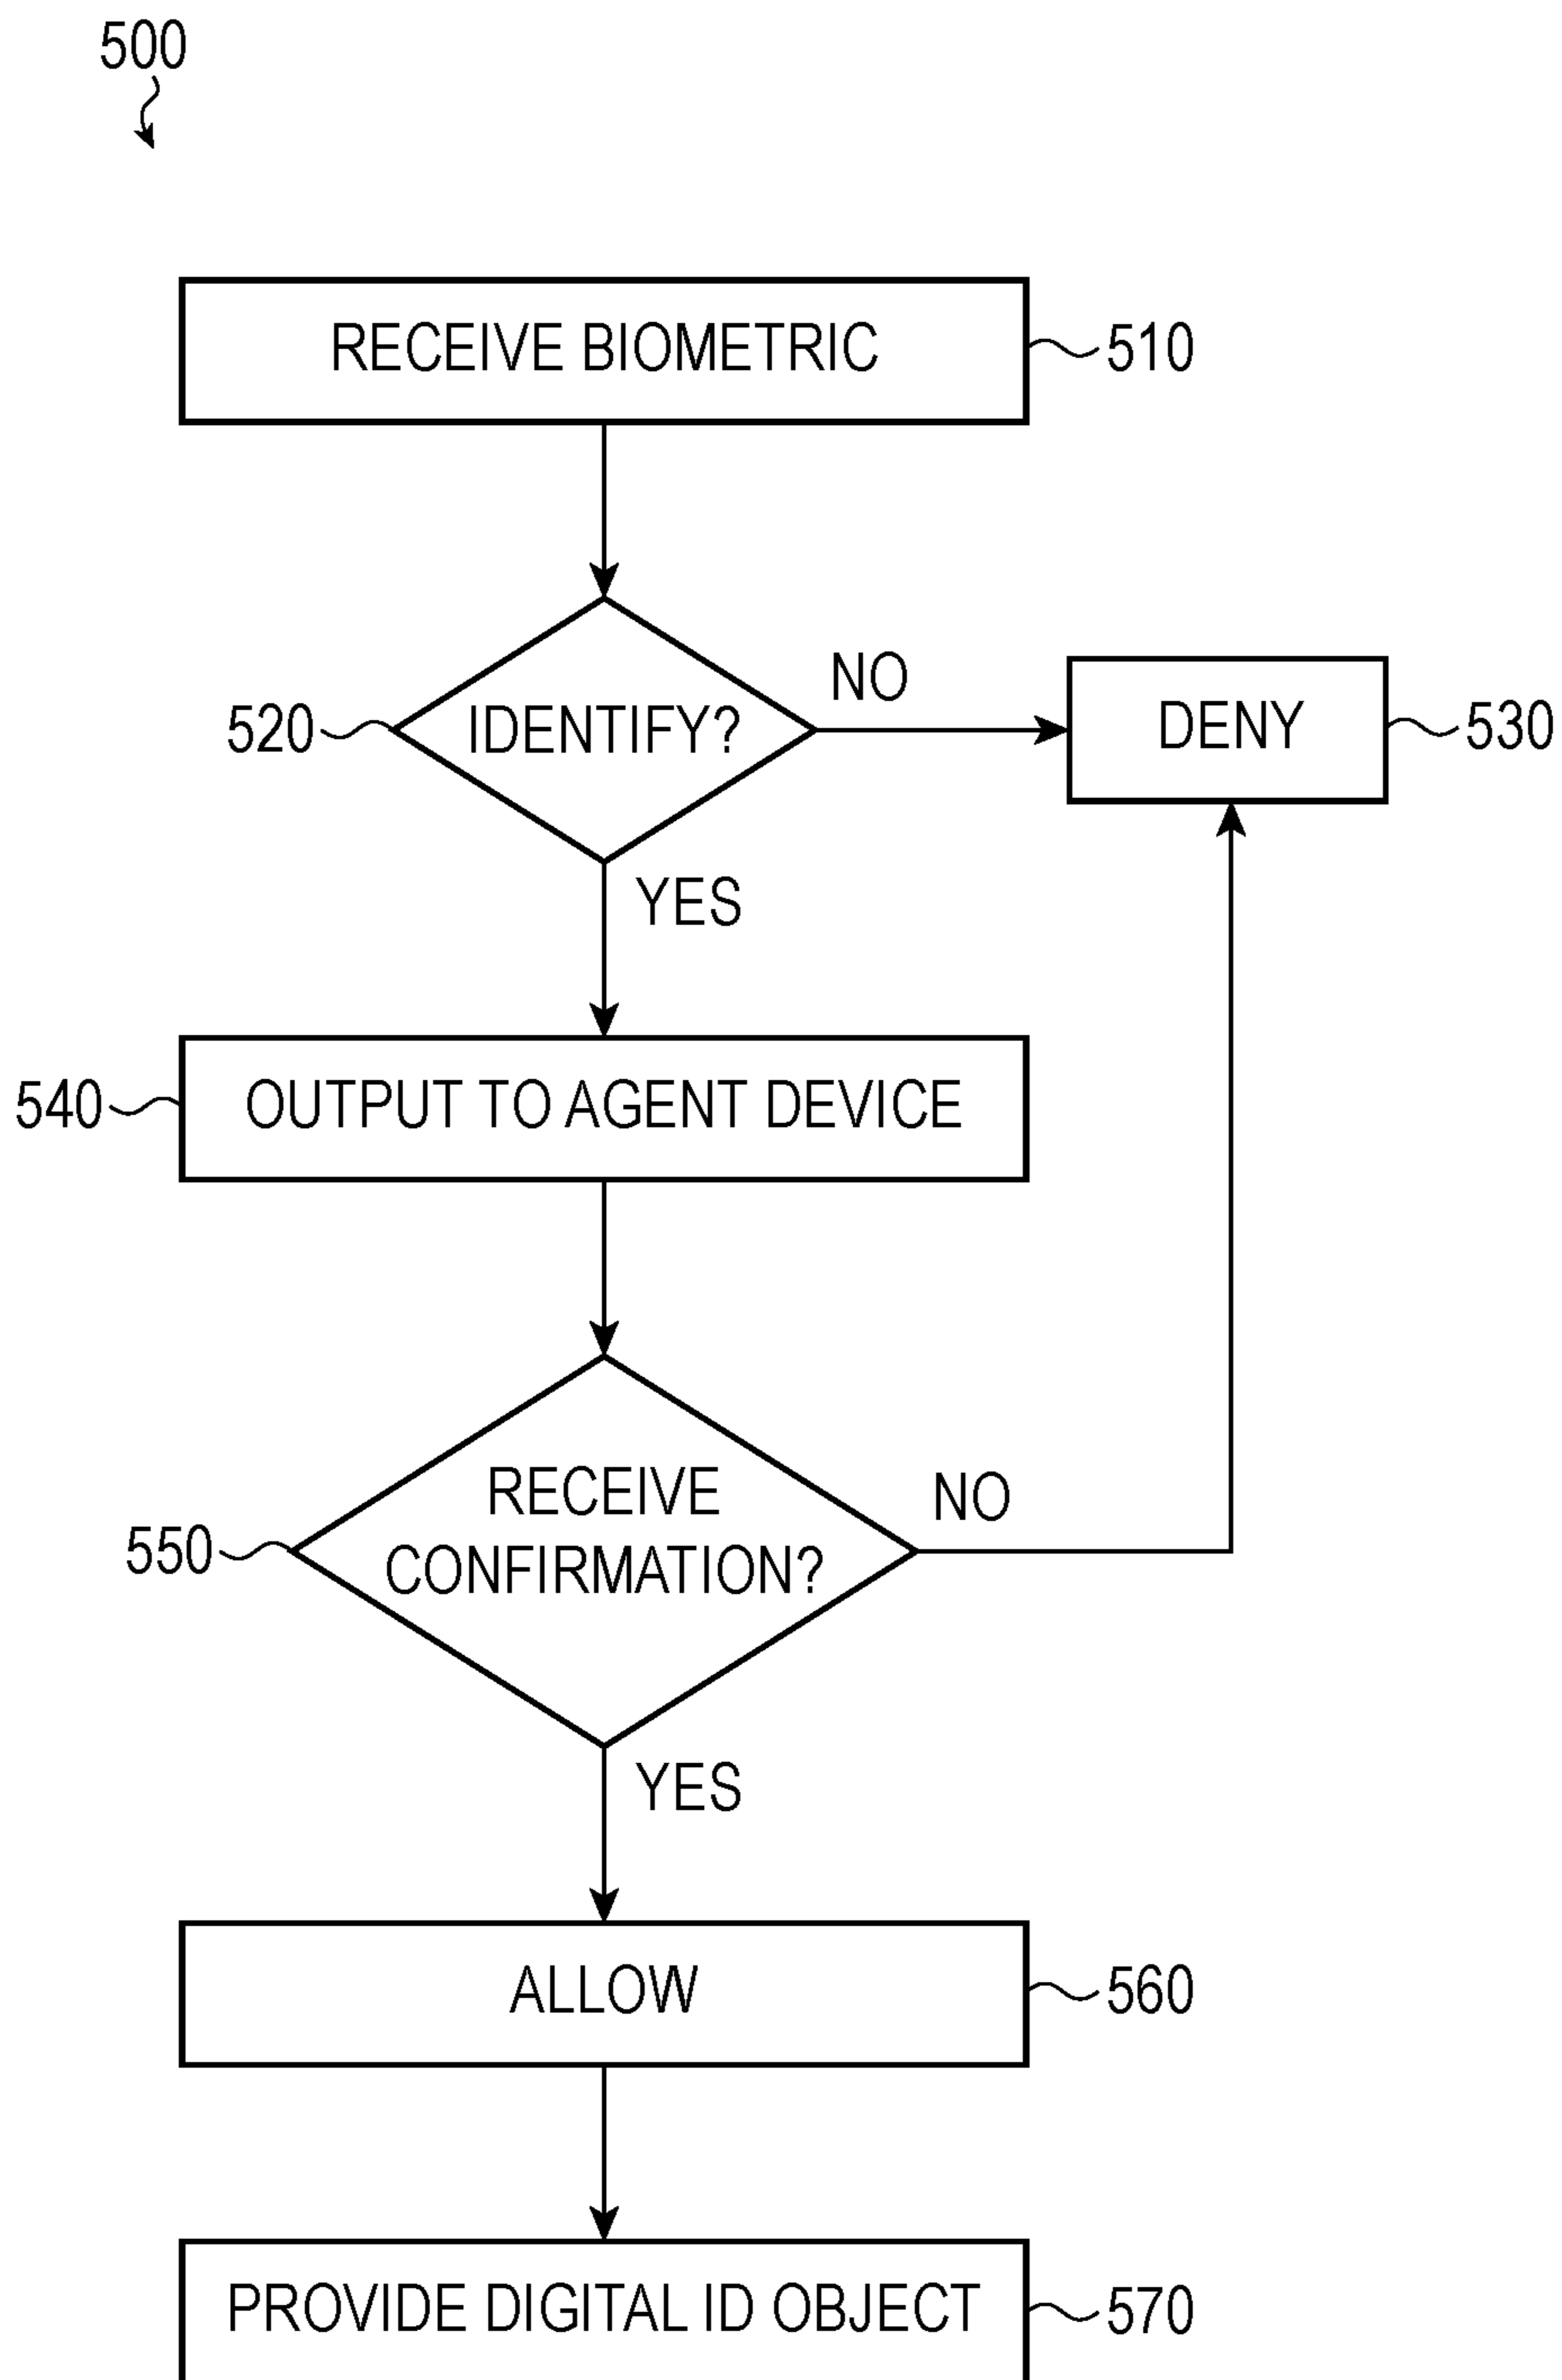 500
RECEIVE BIOMETRIC
510
IDENTIFY?
520
NO
DENY
530
YES
OUTPUT TO AGENT DEVICE
540
RECEIVE
CONFIRMATION?
550
NO
YES
ALLOW
560
PROVIDE DIGITAL ID OBJECT
570